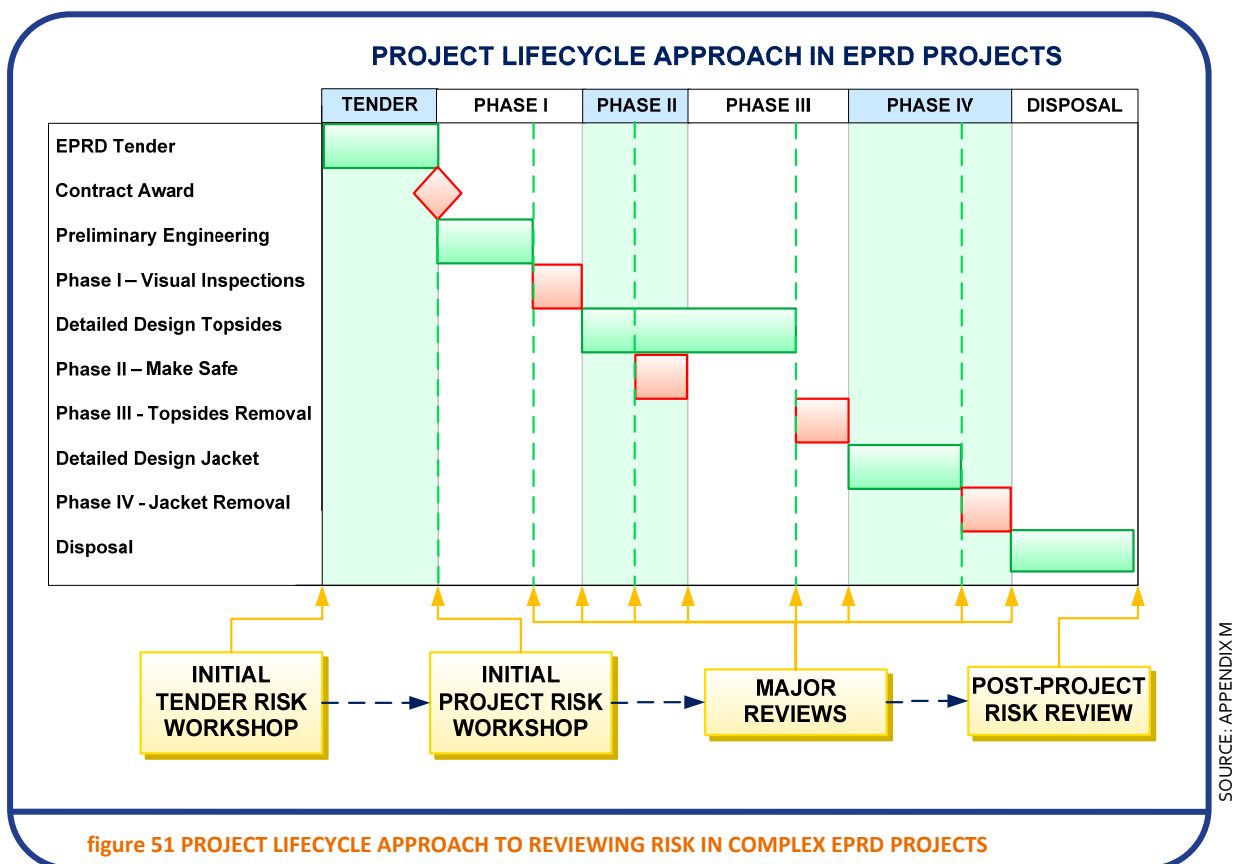 PROJECT LIFECYCLE APPROACH IN EPRD PROJECTS
TENDER
PHASE I
PHASE II
PHASE III
PHASE IV
DISPOSAL
EPRD Tender
Contract Award
Preliminary Engineering
Phase I – Visual Inspections
Detailed Design Topsides
Phase II – Make Safe
Phase III - Topsides Removal
Detailed Design Jacket
Phase IV - Jacket Removal
Disposal
INITIAL
TENDER RISK
WORKSHOP
INITIAL
PROJECT RISK
WORKSHOP
MAJOR
REVIEWS
POST-PROJECT
RISK REVIEW
SOURCE: APPENDIX M
figure 51 PROJECT LIFECYCLE APPROACH TO REVIEWING RISK IN COMPLEX EPRD PROJECTS